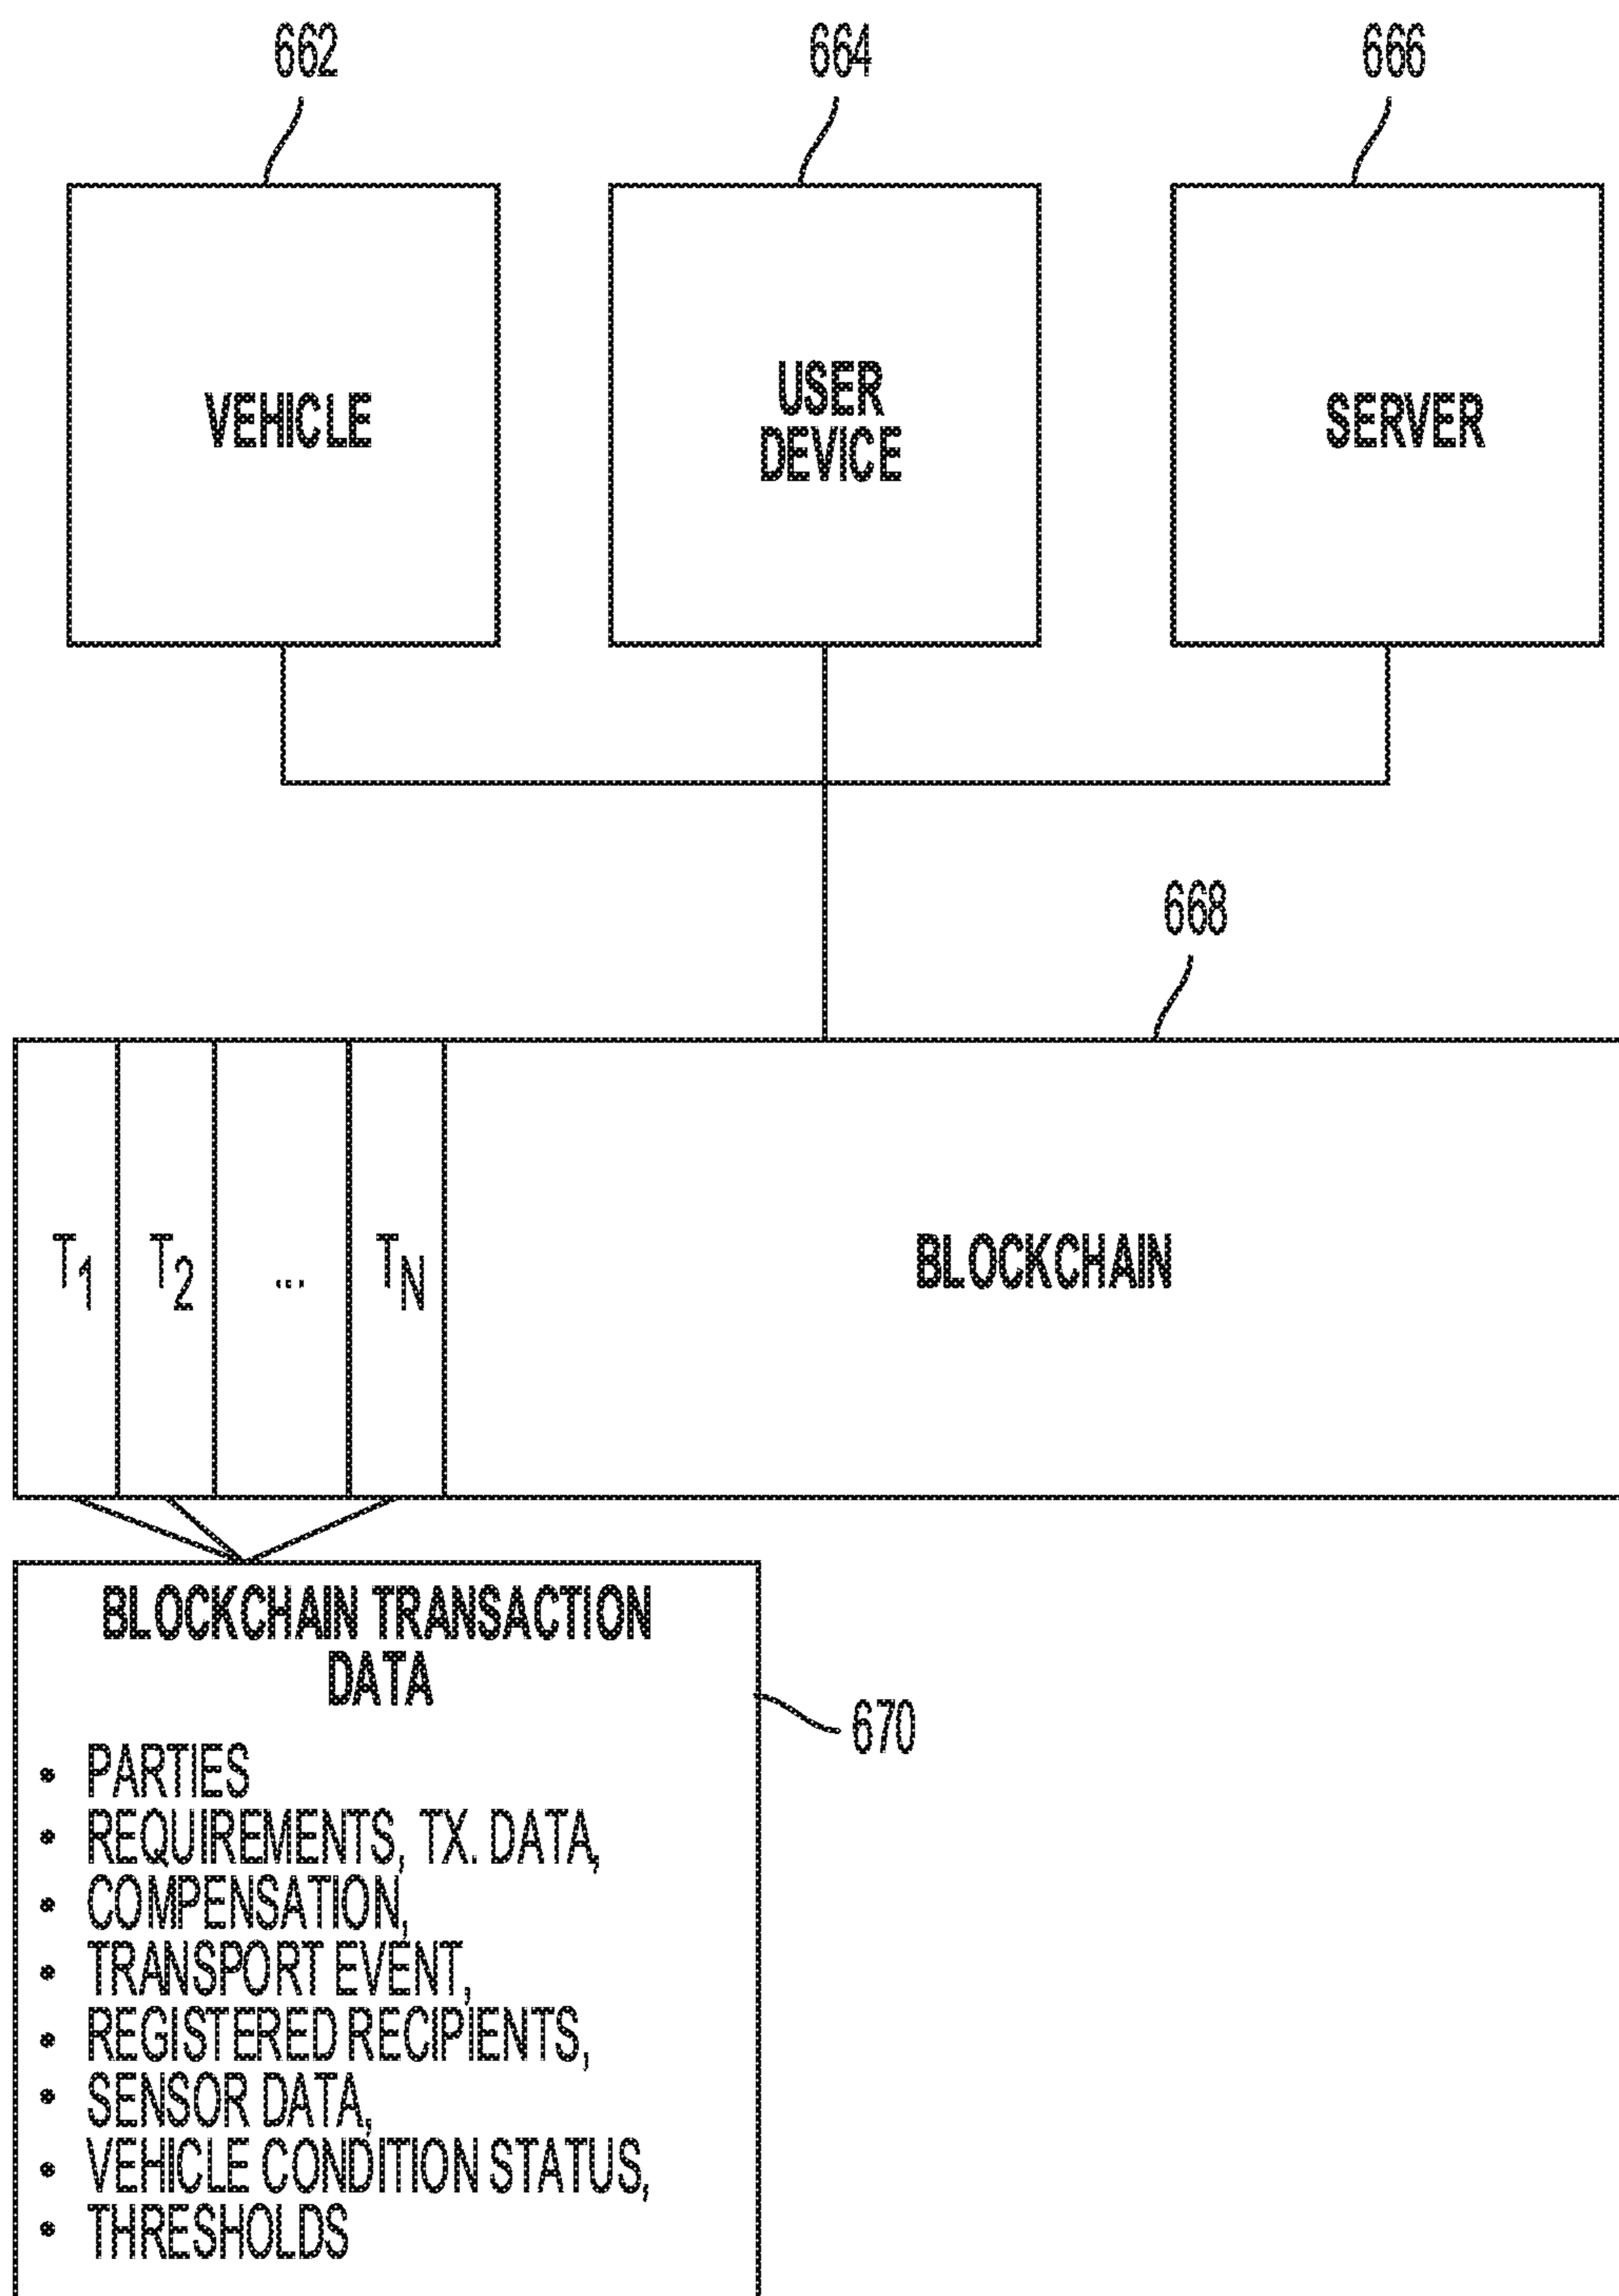 662
664
666
VEHICLE
USER
DEVICE
SERVER
668
T1
T2
...
TN
BLOCKCHAIN
BLOCKCHAIN TRANSACTION
DATA
670
• PARTIES
• REQUIREMENTS, TX. DATA,
• COMPENSATION,
• TRANSPORT EVENT,
• REGISTERED RECIPIENTS,
• SENSOR DATA,
• VEHICLE CONDITION STATUS,
• THRESHOLDS